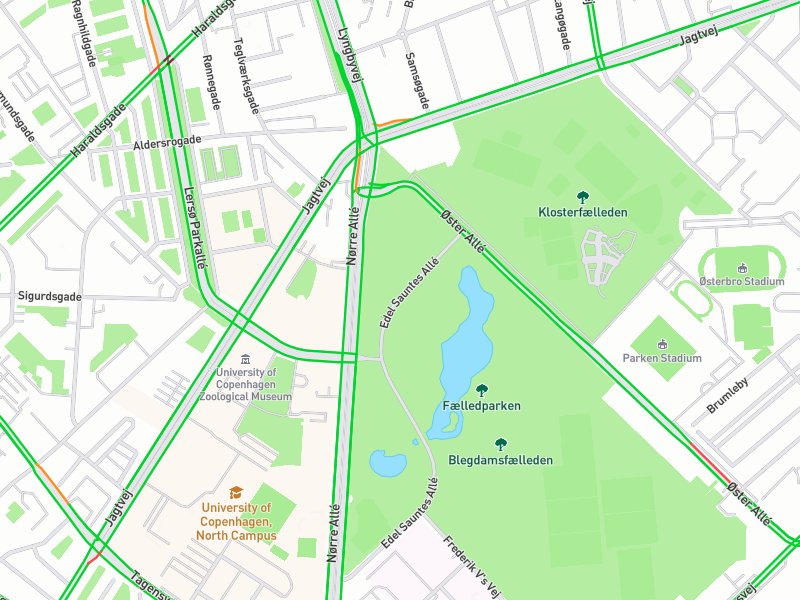 Ragnhildgade
Haraldsgade
Teglværksgade
Rønnegade
Lyngbyvej
Samsøgade
Langøgade
Jagtvej
Haraldsgade
Aldersrogade
Jagtvej
Lersø Parkallé
Nørre Allé
Øster Allé
Klosterfælleden
Edel Sauntes Allé
Østerbro Stadium
Sigurdsgade
Parken Stadium
University of
Copenhagen
Zoological Museum
Brumleby
Fælledparken
Blegdamsfælleden
University of
Copenhagen,
North Campus
Jagtvej
Nørre Allé
Edel Sauntes Allé
Øster Allé
Frederik V's Vej